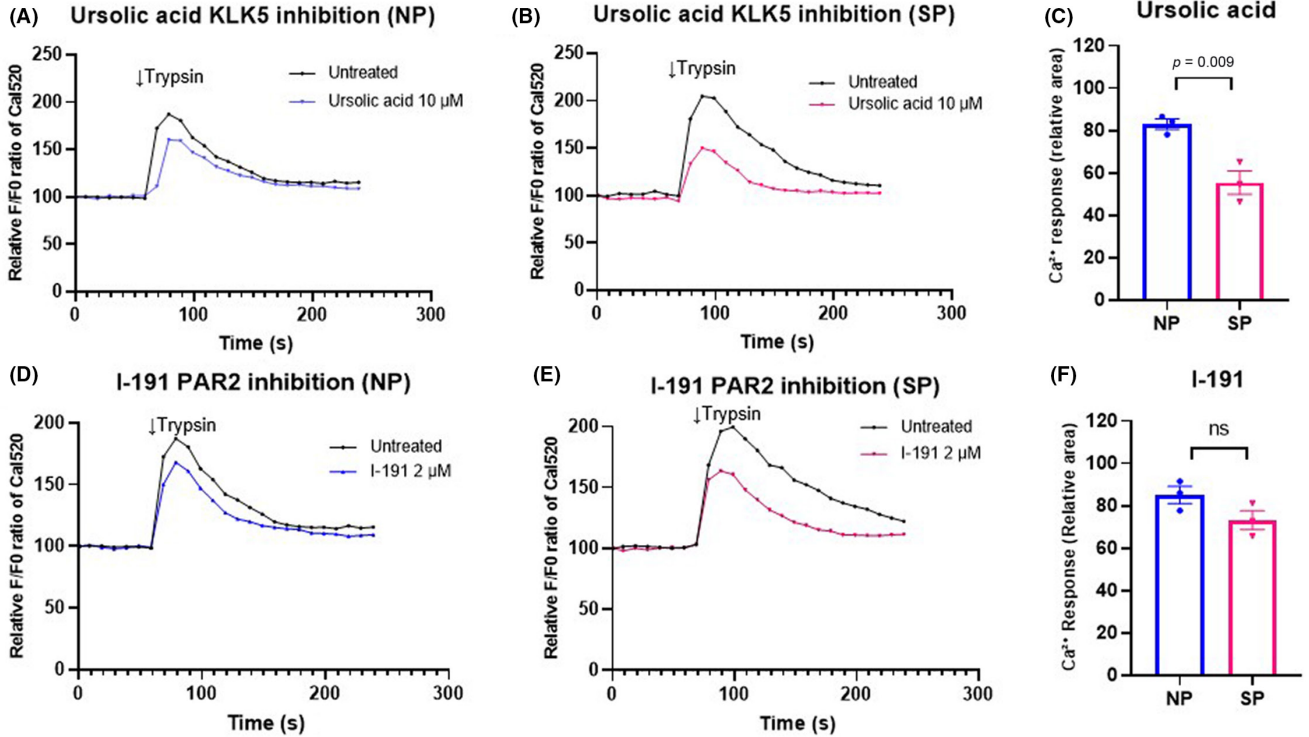 (A)
Ursolic acid KLK5 inhibition (NP)
Relative F/F0 ratio of Cal520
250
200
150
100
50
0
↓Trypsin
Untreated
Ursolic acid 10 µM
0 100 200 300
Time (s)
(B)
Ursolic acid KLK5 inhibition (SP)
Relative F/F0 ratio of Cal520
250
200
150
100
50
0
↓Trypsin
Untreated
Ursolic acid 10 µM
0 100 200 300
Time (s)
(C)
Ursolic acid
Ca²⁺ response (relative area)
120
100
80
60
40
20
0
p = 0.009
NP SP
(D)
I-191 PAR2 inhibition (NP)
Relative F/F0 ratio of Cal520
200
150
100
50
0
↓Trypsin
Untreated
I-191 2 µM
0 100 200 300
Time (s)
(E)
I-191 PAR2 inhibition (SP)
Relative F/F0 ratio of Cal520
200
150
100
50
0
↓Trypsin
Untreated
I-191 2 µM
0 100 200 300
Time (s)
(F)
I-191
Ca²⁺ Response (Relative area)
120
100
80
60
40
20
0
ns
NP SP